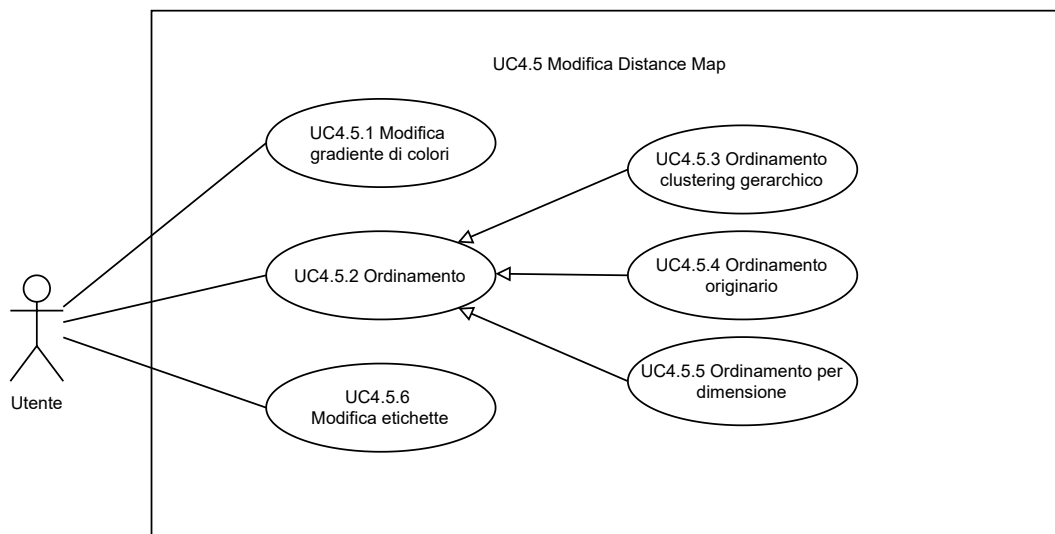 UC4.5 Modifica Distance Map
UC4.5.1 Modifica
gradiente di colori
UC4.5.3 Ordinamento
clustering gerarchico
UC4.5.2 Ordinamento
UC4.5.4 Ordinamento
originario
UC4.5.5 Ordinamento per
dimensione
UC4.5.6
Modifica etichette
Utente